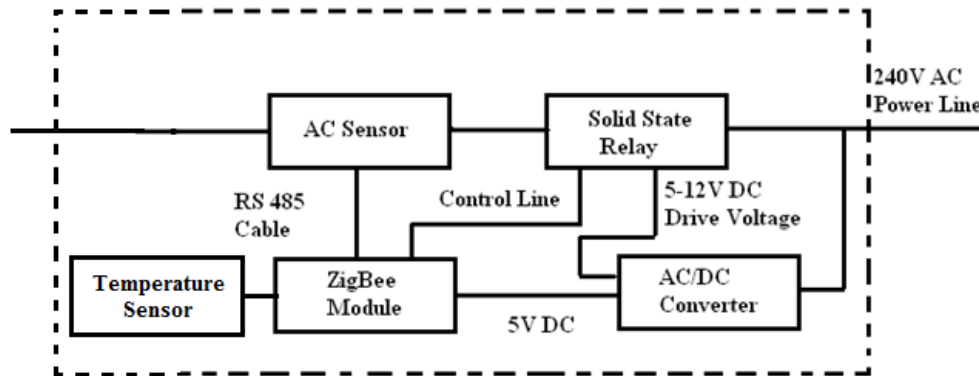 240V AC
Power Line
AC Sensor
Solid State
Relay
RS 485
Cable
Control Line
5-12V DC
Drive Voltage
Temperature
Sensor
ZigBee
Module
5V DC
AC/DC
Converter